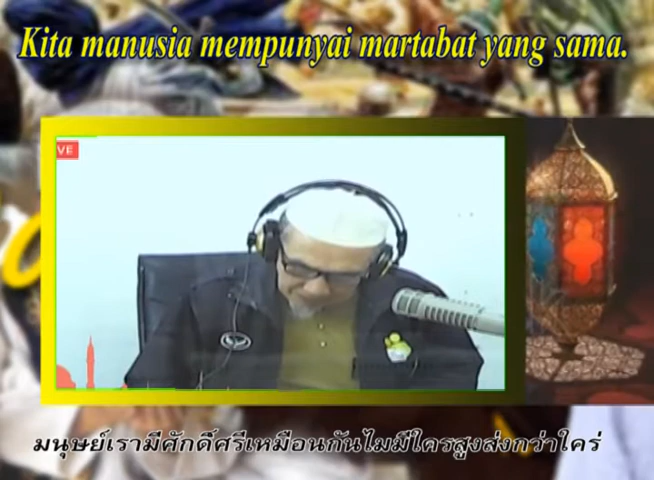 Kita manusia mempunyai martabat yang sama.
VE
มนุษย์เรามีศักดิ์ศรีเหมือนกันไม่มีใครสูงส่งกว่าใคร่